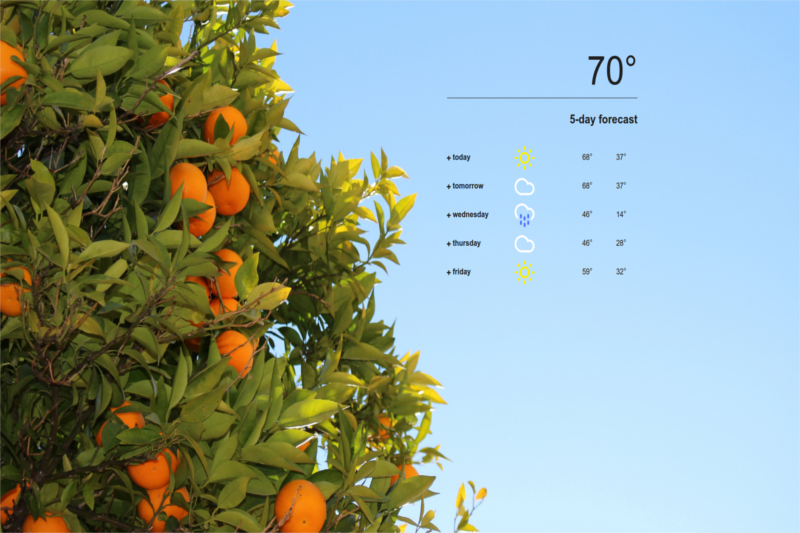 70°
5-day forecast
+ today 68° 37°
+ tomorrow 68° 37°
+ wednesday 46° 14°
+ thursday 46° 28°
+ friday 59° 32°